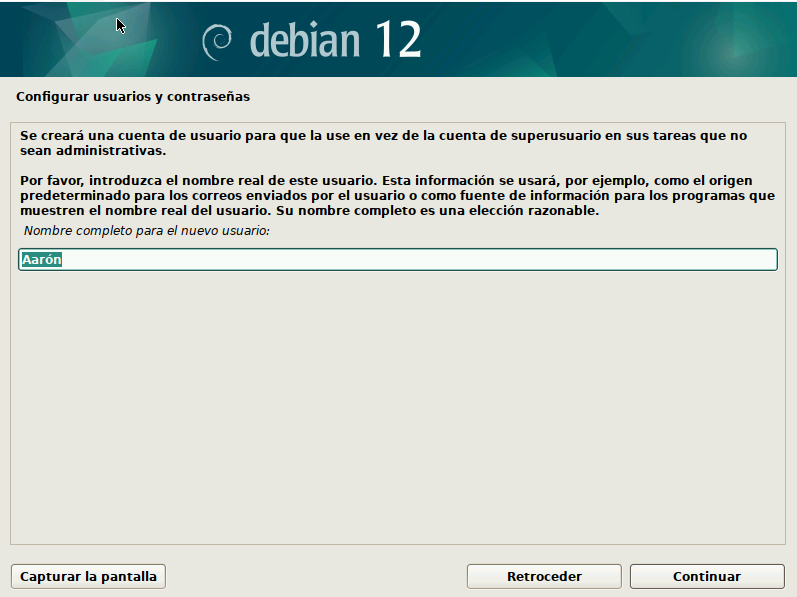 debian 12
Configurar usuarios y contraseñas
Se creará una cuenta de usuario para que la use en vez de la cuenta de superusuario en sus tareas que no
sean administrativas.
Por favor, introduzca el nombre real de este usuario. Esta información se usará, por ejemplo, como el origen
predeterminado para los correos enviados por el usuario o como fuente de información para los programas que
muestren el nombre real del usuario. Su nombre completo es una elección razonable.
Nombre completo para el nuevo usuario:
Aarón
Capturar la pantalla
Retroceder
Continuar